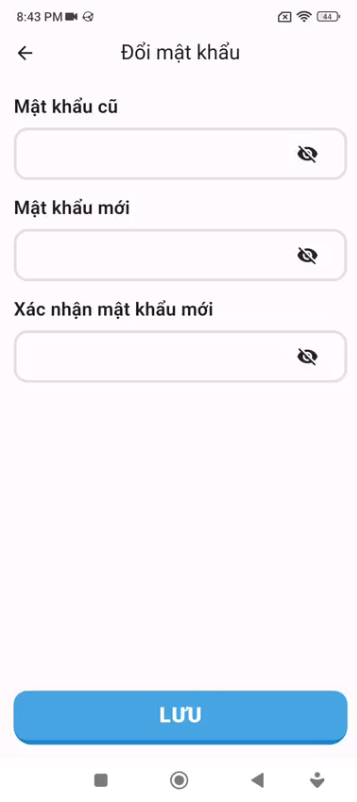 8:43 PM
44
Đổi mật khẩu
Mật khẩu cũ
Mật khẩu mới
Xác nhận mật khẩu mới
LƯU